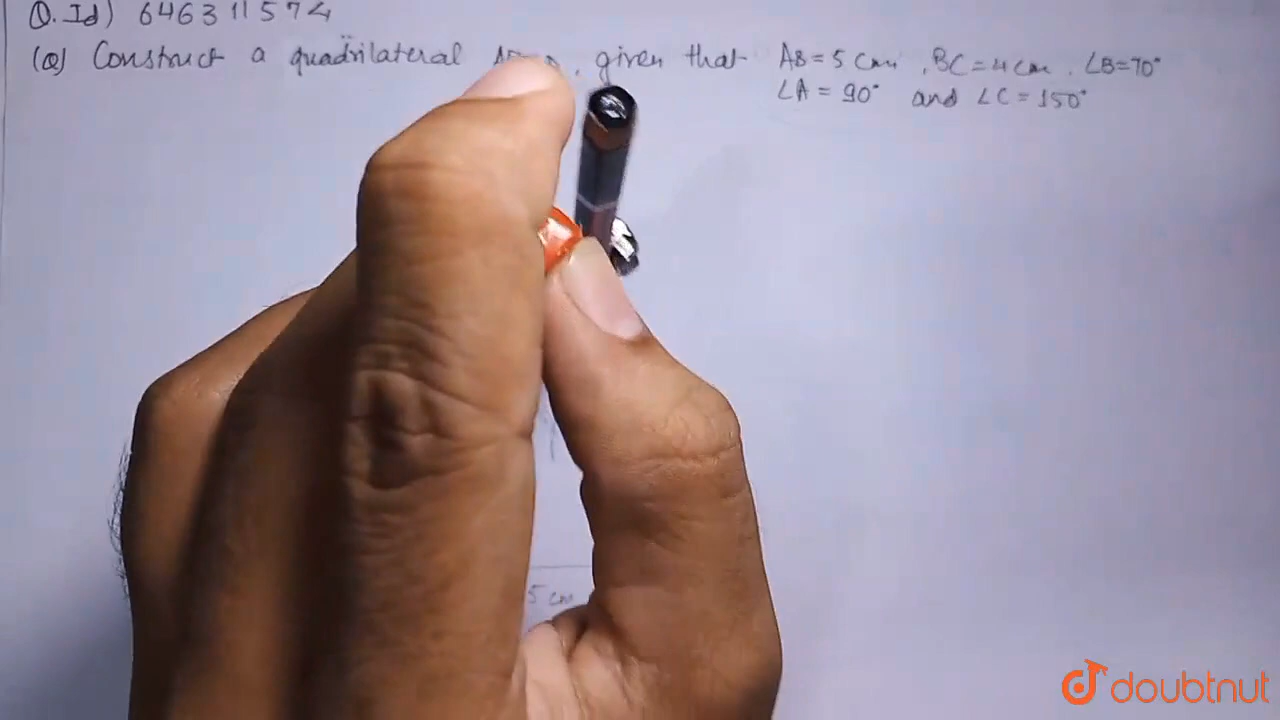 Q. Id) 646311574
(Q) Construct a quadrilateral given that AB = 5 cm , BC = 4 cm , ∠B = 70°
∠A = 90° and ∠C = 150°
5 cm
doubtnut